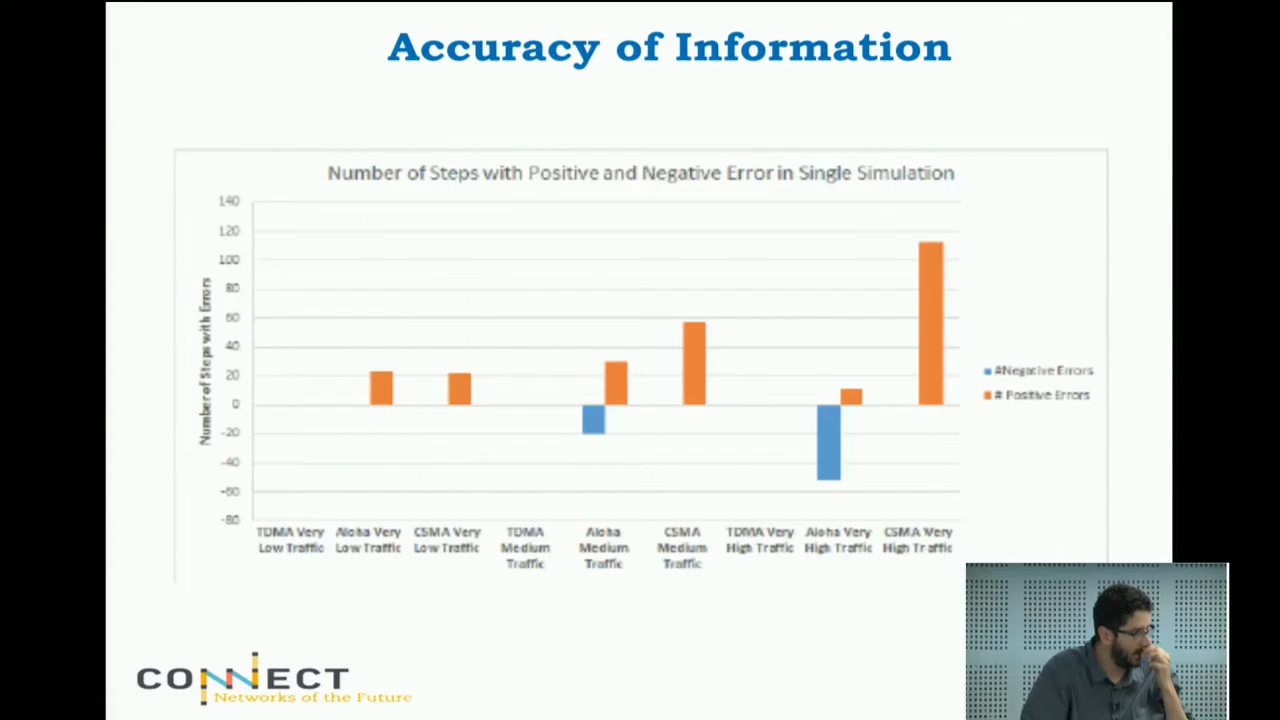 Accuracy of Information
Number of Steps with Positive and Negative Error in Single Simulation
140
120
100
80
60
40
20
0
-20
-40
-60
-80
Number of Steps with Errors
#Negative Errors
# Positive Errors
TDMA Very Low Traffic
Aloha Very Low Traffic
CSMA Very Low Traffic
TDMA Medium Traffic
Aloha Medium Traffic
CSMA Medium Traffic
TDMA Very High Traffic
Aloha Very High Traffic
CSMA Very High Traffic
CONNECT
Networks of the Future